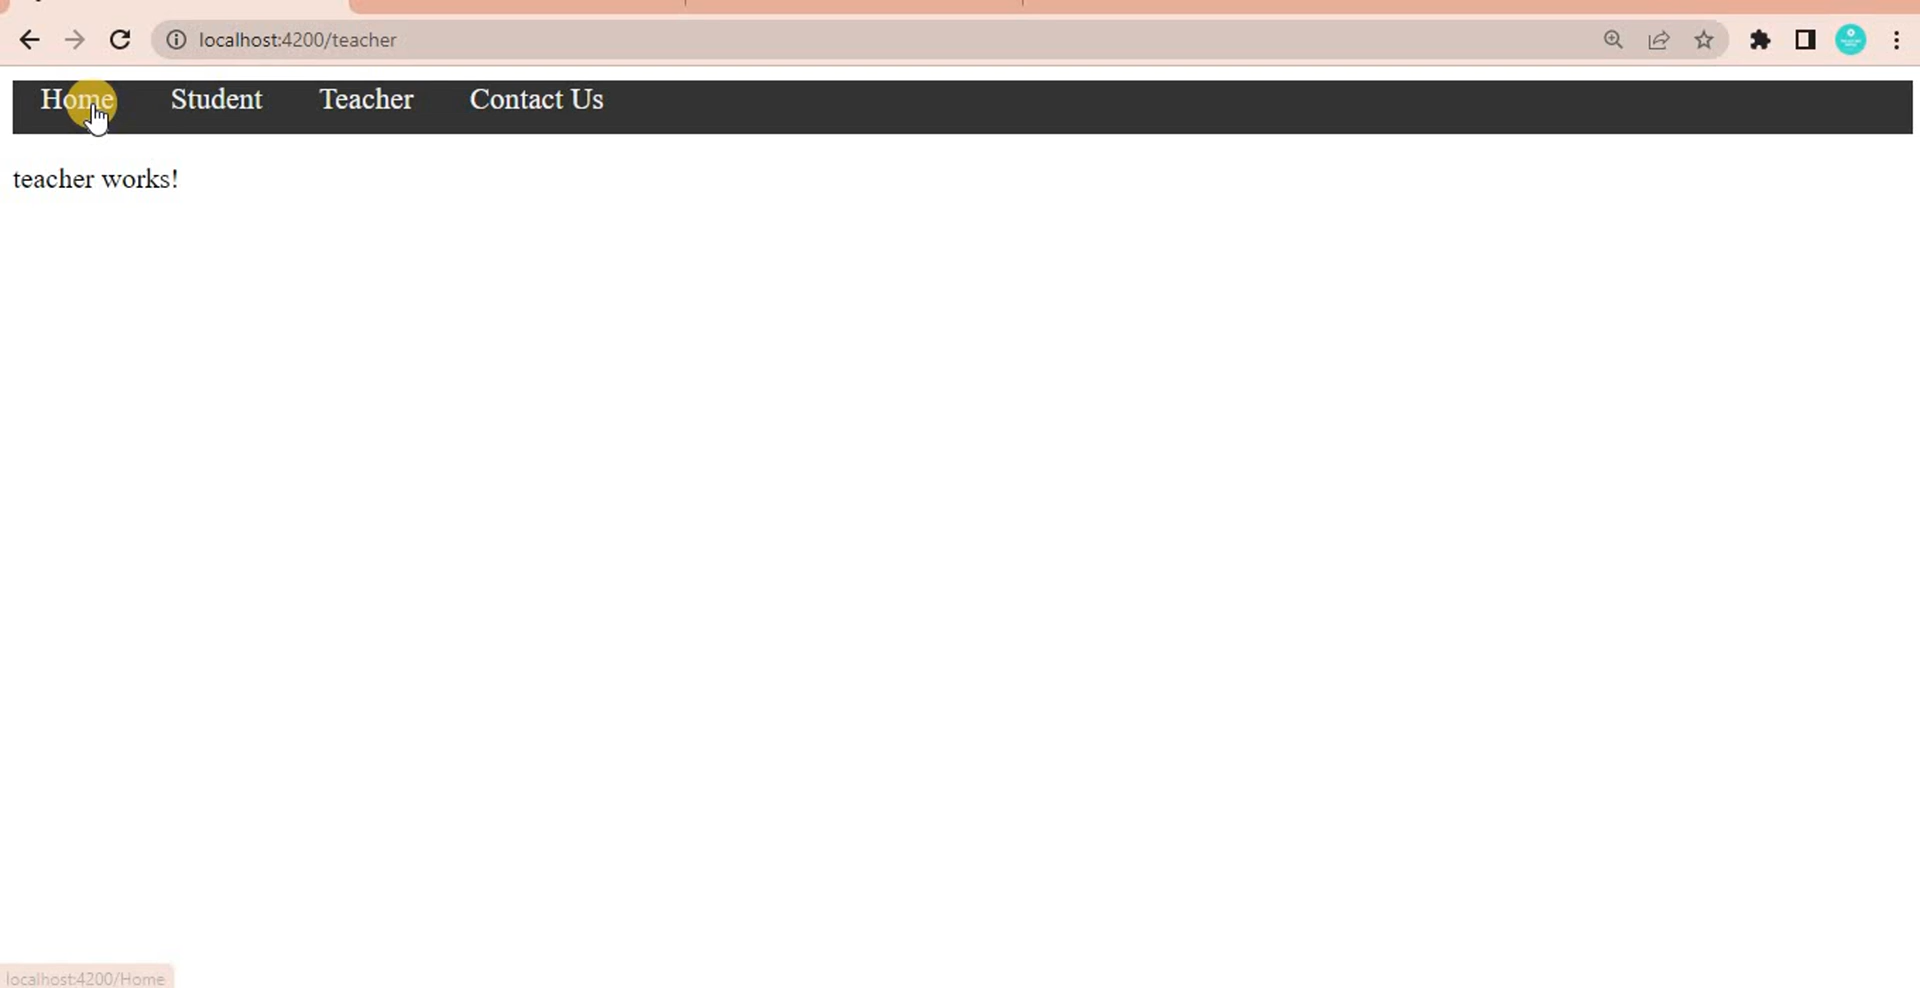 localhost:4200/teacher
Home Student Teacher Contact Us
teacher works!
localhost:4200/Home